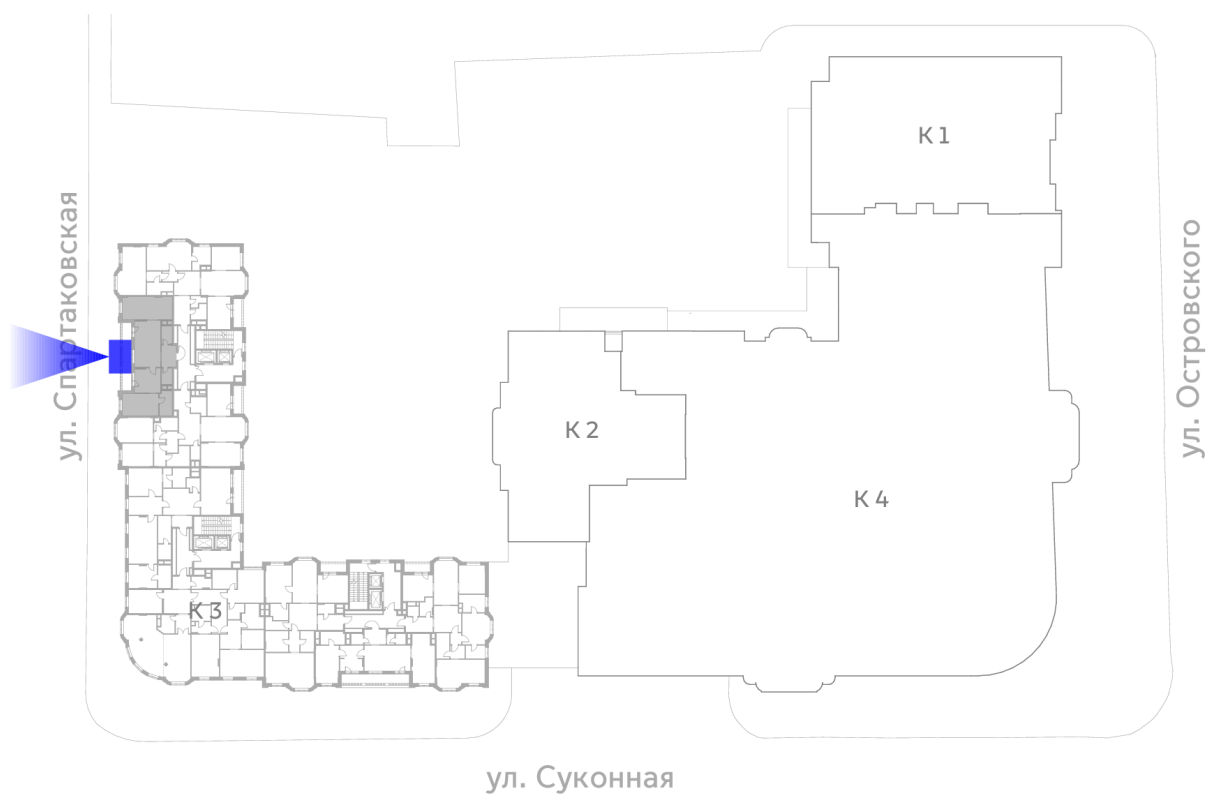 К 1
ул. Спартаковская
ул. Островского
К 2
К 4
К 3
ул. Суконная